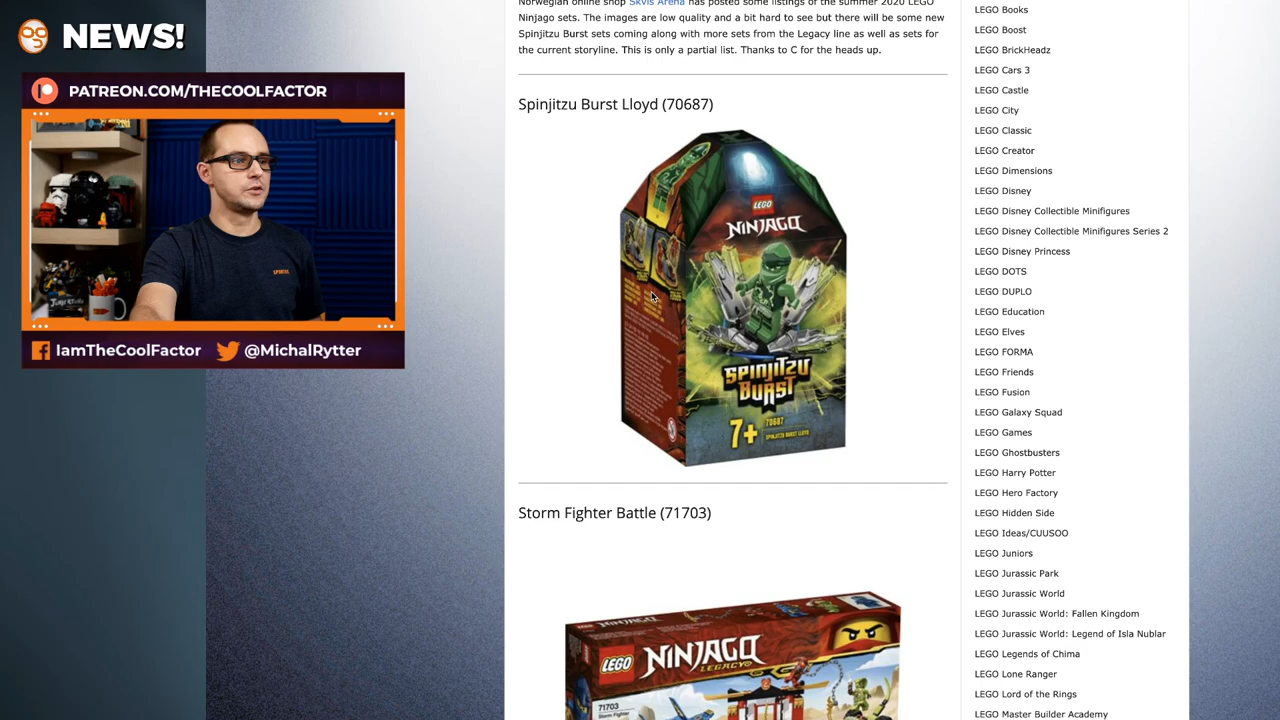 NEWS!
PATREON.COM/THECOOLFACTOR
IamTheCoolFactor
@MichalRytter
Norwegian online shop Skvis Arena has posted some listings of the summer 2020 LEGO
Ninjago sets. The images are low quality and a bit hard to see but there will be some new
Spinjitzu Burst sets coming along with more sets from the Legacy line as well as sets for
the current storyline. This is only a partial list. Thanks to C for the heads up.
Spinjitzu Burst Lloyd (70687)
LEGO
NINJAGO
SPINJITZU
BURST
7+
70687
SPINJITZU BURST LLOYD
Storm Fighter Battle (71703)
LEGO
NINJAGO
LEGACY
71703
Storm Fighter
LEGO Books
LEGO Boost
LEGO BrickHeadz
LEGO Cars 3
LEGO Castle
LEGO City
LEGO Classic
LEGO Creator
LEGO Dimensions
LEGO Disney
LEGO Disney Collectible Minifigures
LEGO Disney Collectible Minifigures Series 2
LEGO Disney Princess
LEGO DOTS
LEGO DUPLO
LEGO Education
LEGO Elves
LEGO FORMA
LEGO Friends
LEGO Fusion
LEGO Galaxy Squad
LEGO Games
LEGO Ghostbusters
LEGO Harry Potter
LEGO Hero Factory
LEGO Hidden Side
LEGO Ideas/CUUSOO
LEGO Juniors
LEGO Jurassic Park
LEGO Jurassic World
LEGO Jurassic World: Fallen Kingdom
LEGO Jurassic World: Legend of Isla Nublar
LEGO Legends of Chima
LEGO Lone Ranger
LEGO Lord of the Rings
LEGO Master Builder Academy